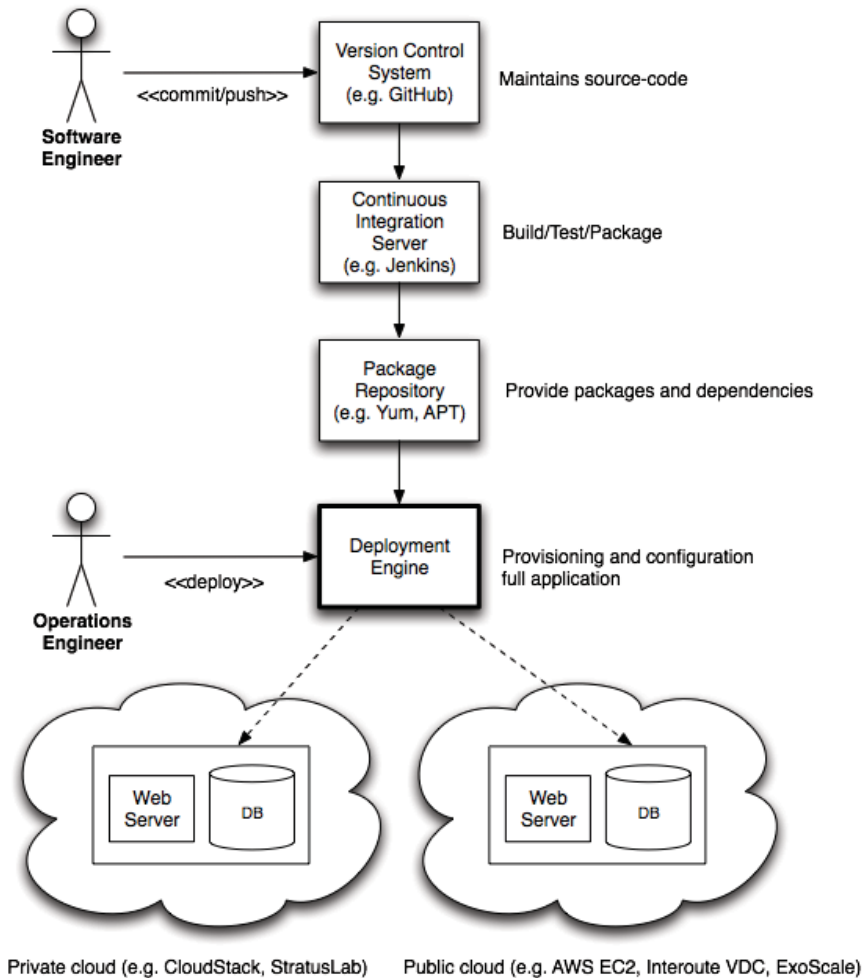 Version Control
System
(e.g. GitHub)
Maintains source-code
<<commit/push>>
Software
Engineer
Continuous
Integration
Server
(e.g. Jenkins)
Build/Test/Package
Package
Repository
(e.g. Yum, APT)
Provide packages and dependencies
Deployment
Engine
Provisioning and configuration
full application
<<deploy>>
Operations
Engineer
Web
Server
DB
Web
Server
DB
Private cloud (e.g. CloudStack, StratusLab)
Public cloud (e.g. AWS EC2, Interoute VDC, ExoScale)